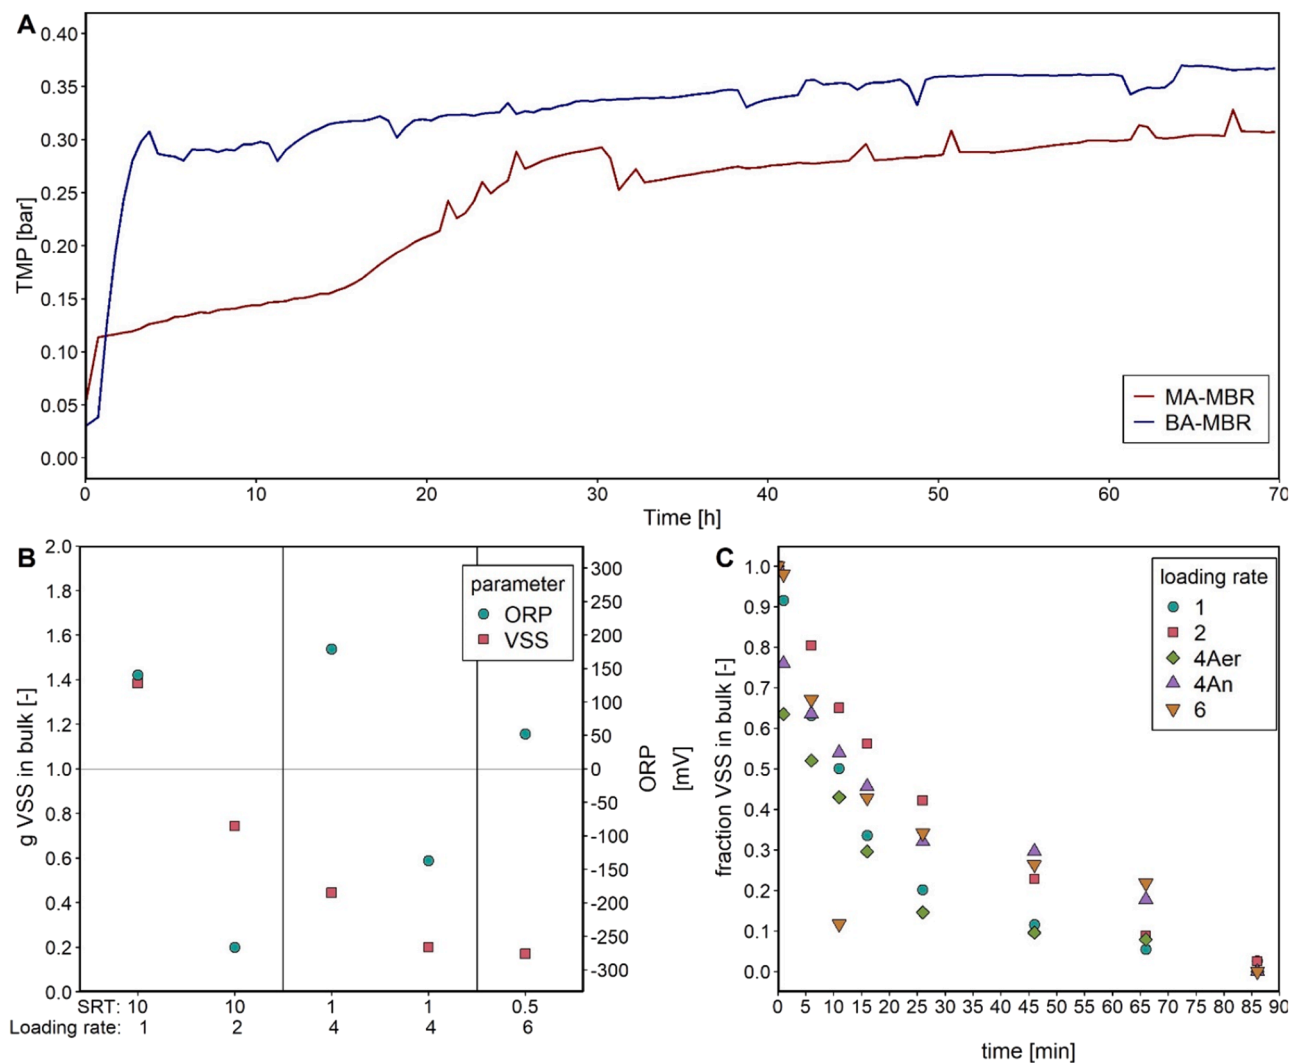 A
0.40
0.35
0.30
0.25
0.20
0.15
0.10
0.05
0.00
TMP [bar]
MA-MBR
BA-MBR
0 10 20 30 40 50 60 70
Time [h]
B
2.0
1.8
1.6
1.4
1.2
1.0
0.8
0.6
0.4
0.2
0.0
g VSS in bulk [-]
parameter
ORP
VSS
300
250
200
150
100
50
0
-50
-100
-150
-200
-250
-300
ORP
[mV]
SRT: 10 10 1 1 0.5
Loading rate: 1 2 4 4 6
C
1.0
0.9
0.8
0.7
0.6
0.5
0.4
0.3
0.2
0.1
0.0
fraction VSS in bulk [-]
loading rate
1
2
4Aer
4An
6
0 5 10 15 20 25 30 35 40 45 50 55 60 65 70 75 80 85 90
time [min]